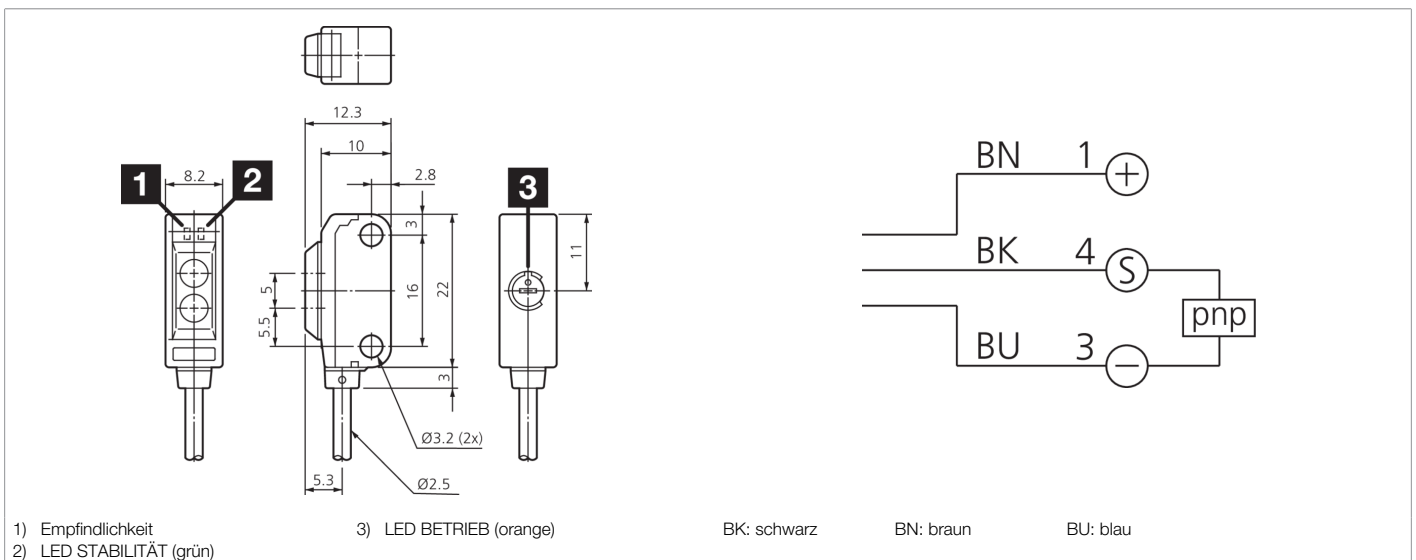 12.3
10
2.8
1
8.2
2
3
3
11
5
16
22
5.5
3
Ø3.2 (2x)
5.3
Ø2.5
BN 1 +
BK 4 S
pnp
BU 3 −
1) Empfindlichkeit
2) LED STABILITÄT (grün)
3) LED BETRIEB (orange)
BK: schwarz
BN: braun
BU: blau